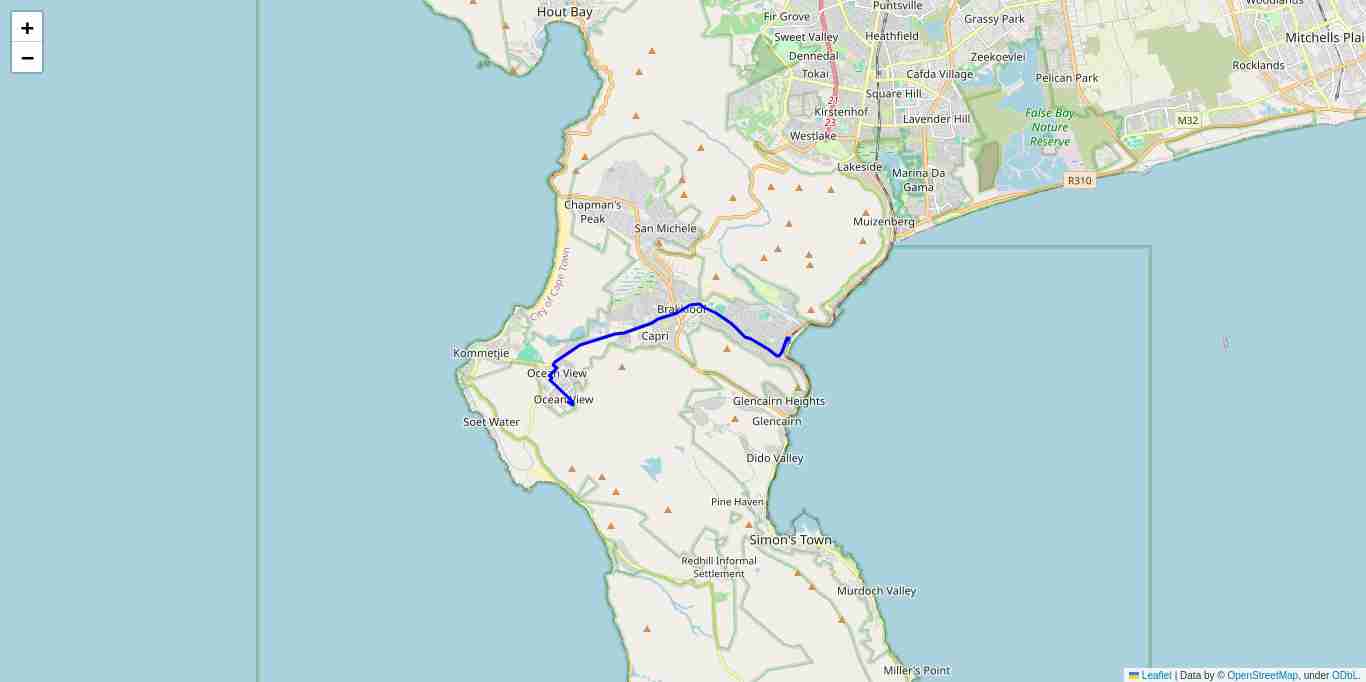 +
−
Hout Bay
Fir Grove
Puntsville
Woodlands
Grassy Park
Sweet Valley
Heathfield
Mitchells Plai
Dennedal
Zeekoevlei
Rocklands
Tokai
Cafda Village
Pelican Park
Square Hill
21
23
Kirstenhof
Lavender Hill
False Bay
Nature
Reserve
M32
Westlake
Lakeside
Marina Da
Gama
R310
Chapman's
Peak
San Michele
Muizenberg
City of Cape Town
Brakkloof
Capri
Kommetjie
Ocean View
Ocean View
Glencairn Heights
Soet Water
Glencairn
Dido Valley
Pine Haven
Simon's Town
Redhill Informal
Settlement
Murdoch Valley
Miller's Point
Leaflet | Data by © OpenStreetMap, under ODbL.